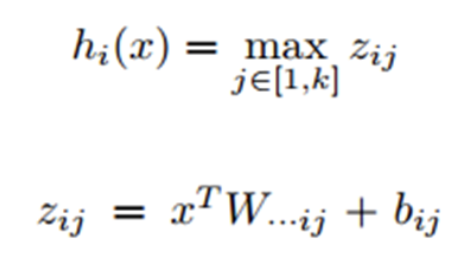 h_i(x) = max_{j∈[1,k]} z_{ij}
z_{ij} = x^T W_{...ij} + b_{ij}